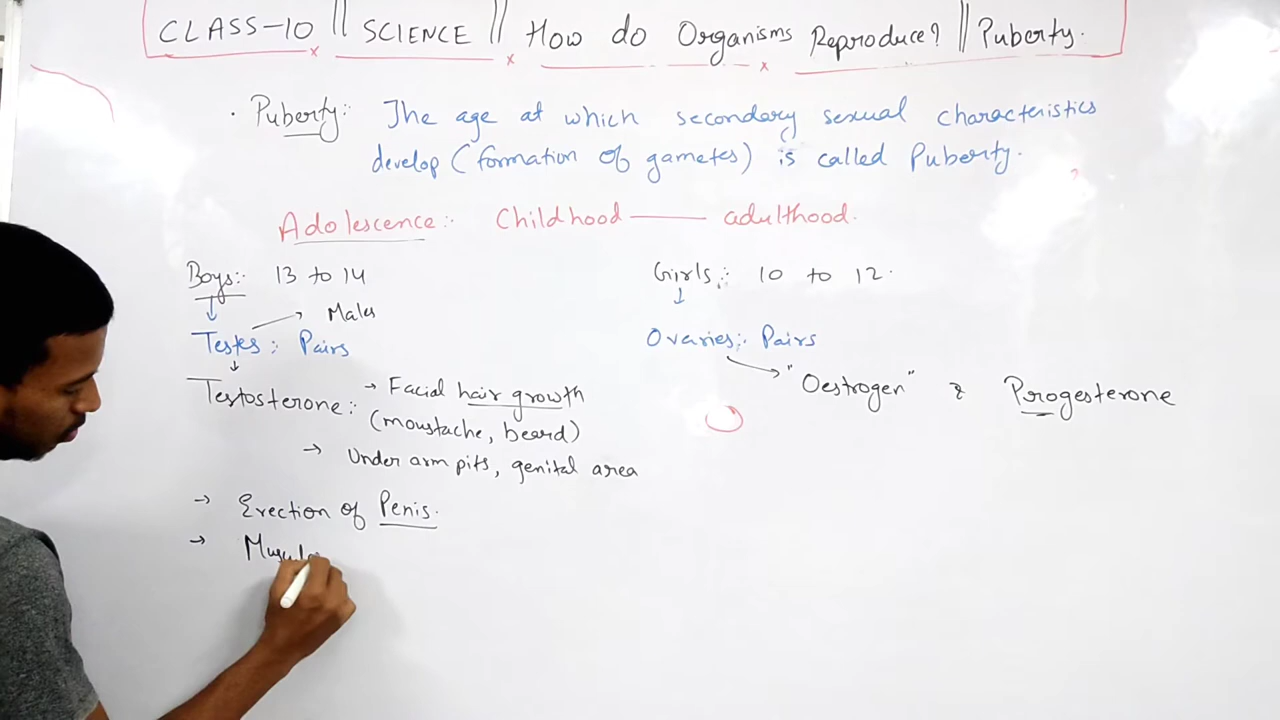 CLASS-10 || SCIENCE || How do Organisms Reproduce? || Puberty.
• Puberty:- The age at which secondary sexual characteristics
develop (formation of gametes) is called Puberty.
Adolescence:- Childhood —— adulthood.
Boys:- 13 to 14
→ Males
Testes: Pairs
Testosterone:- → Facial hair growth
(moustache, beard)
→ Under arm pits, genital area
→ Erection of Penis.
→
Girls:- 10 to 12.
Ovaries:- Pairs
"Oestrogen" & Progesterone